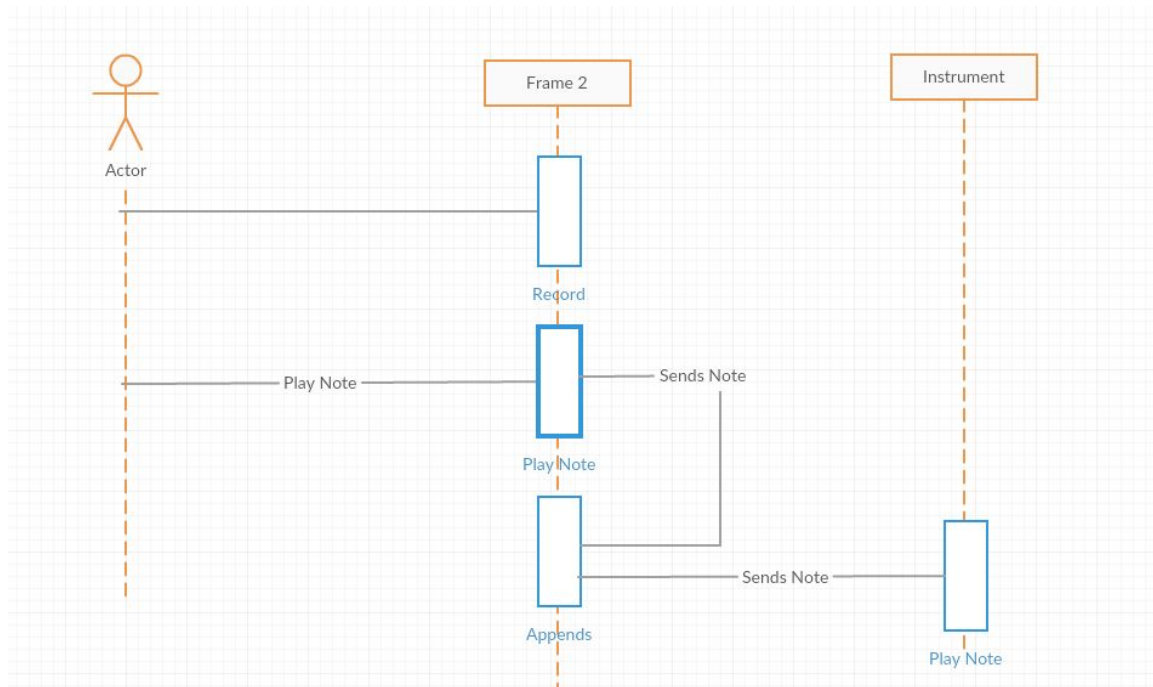 Frame 2
Instrument
Actor
Record
Play Note
Sends Note
Play Note
Sends Note
Appends
Play Note